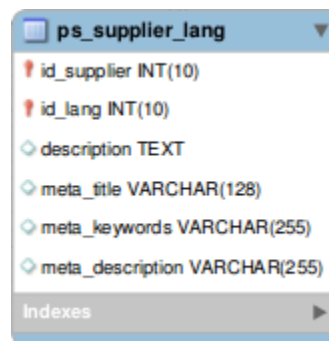 ps_supplier_lang
id_supplier INT(10)
id_lang INT(10)
description TEXT
meta_title VARCHAR(128)
meta_keywords VARCHAR(255)
meta_description VARCHAR(255)
Indexes